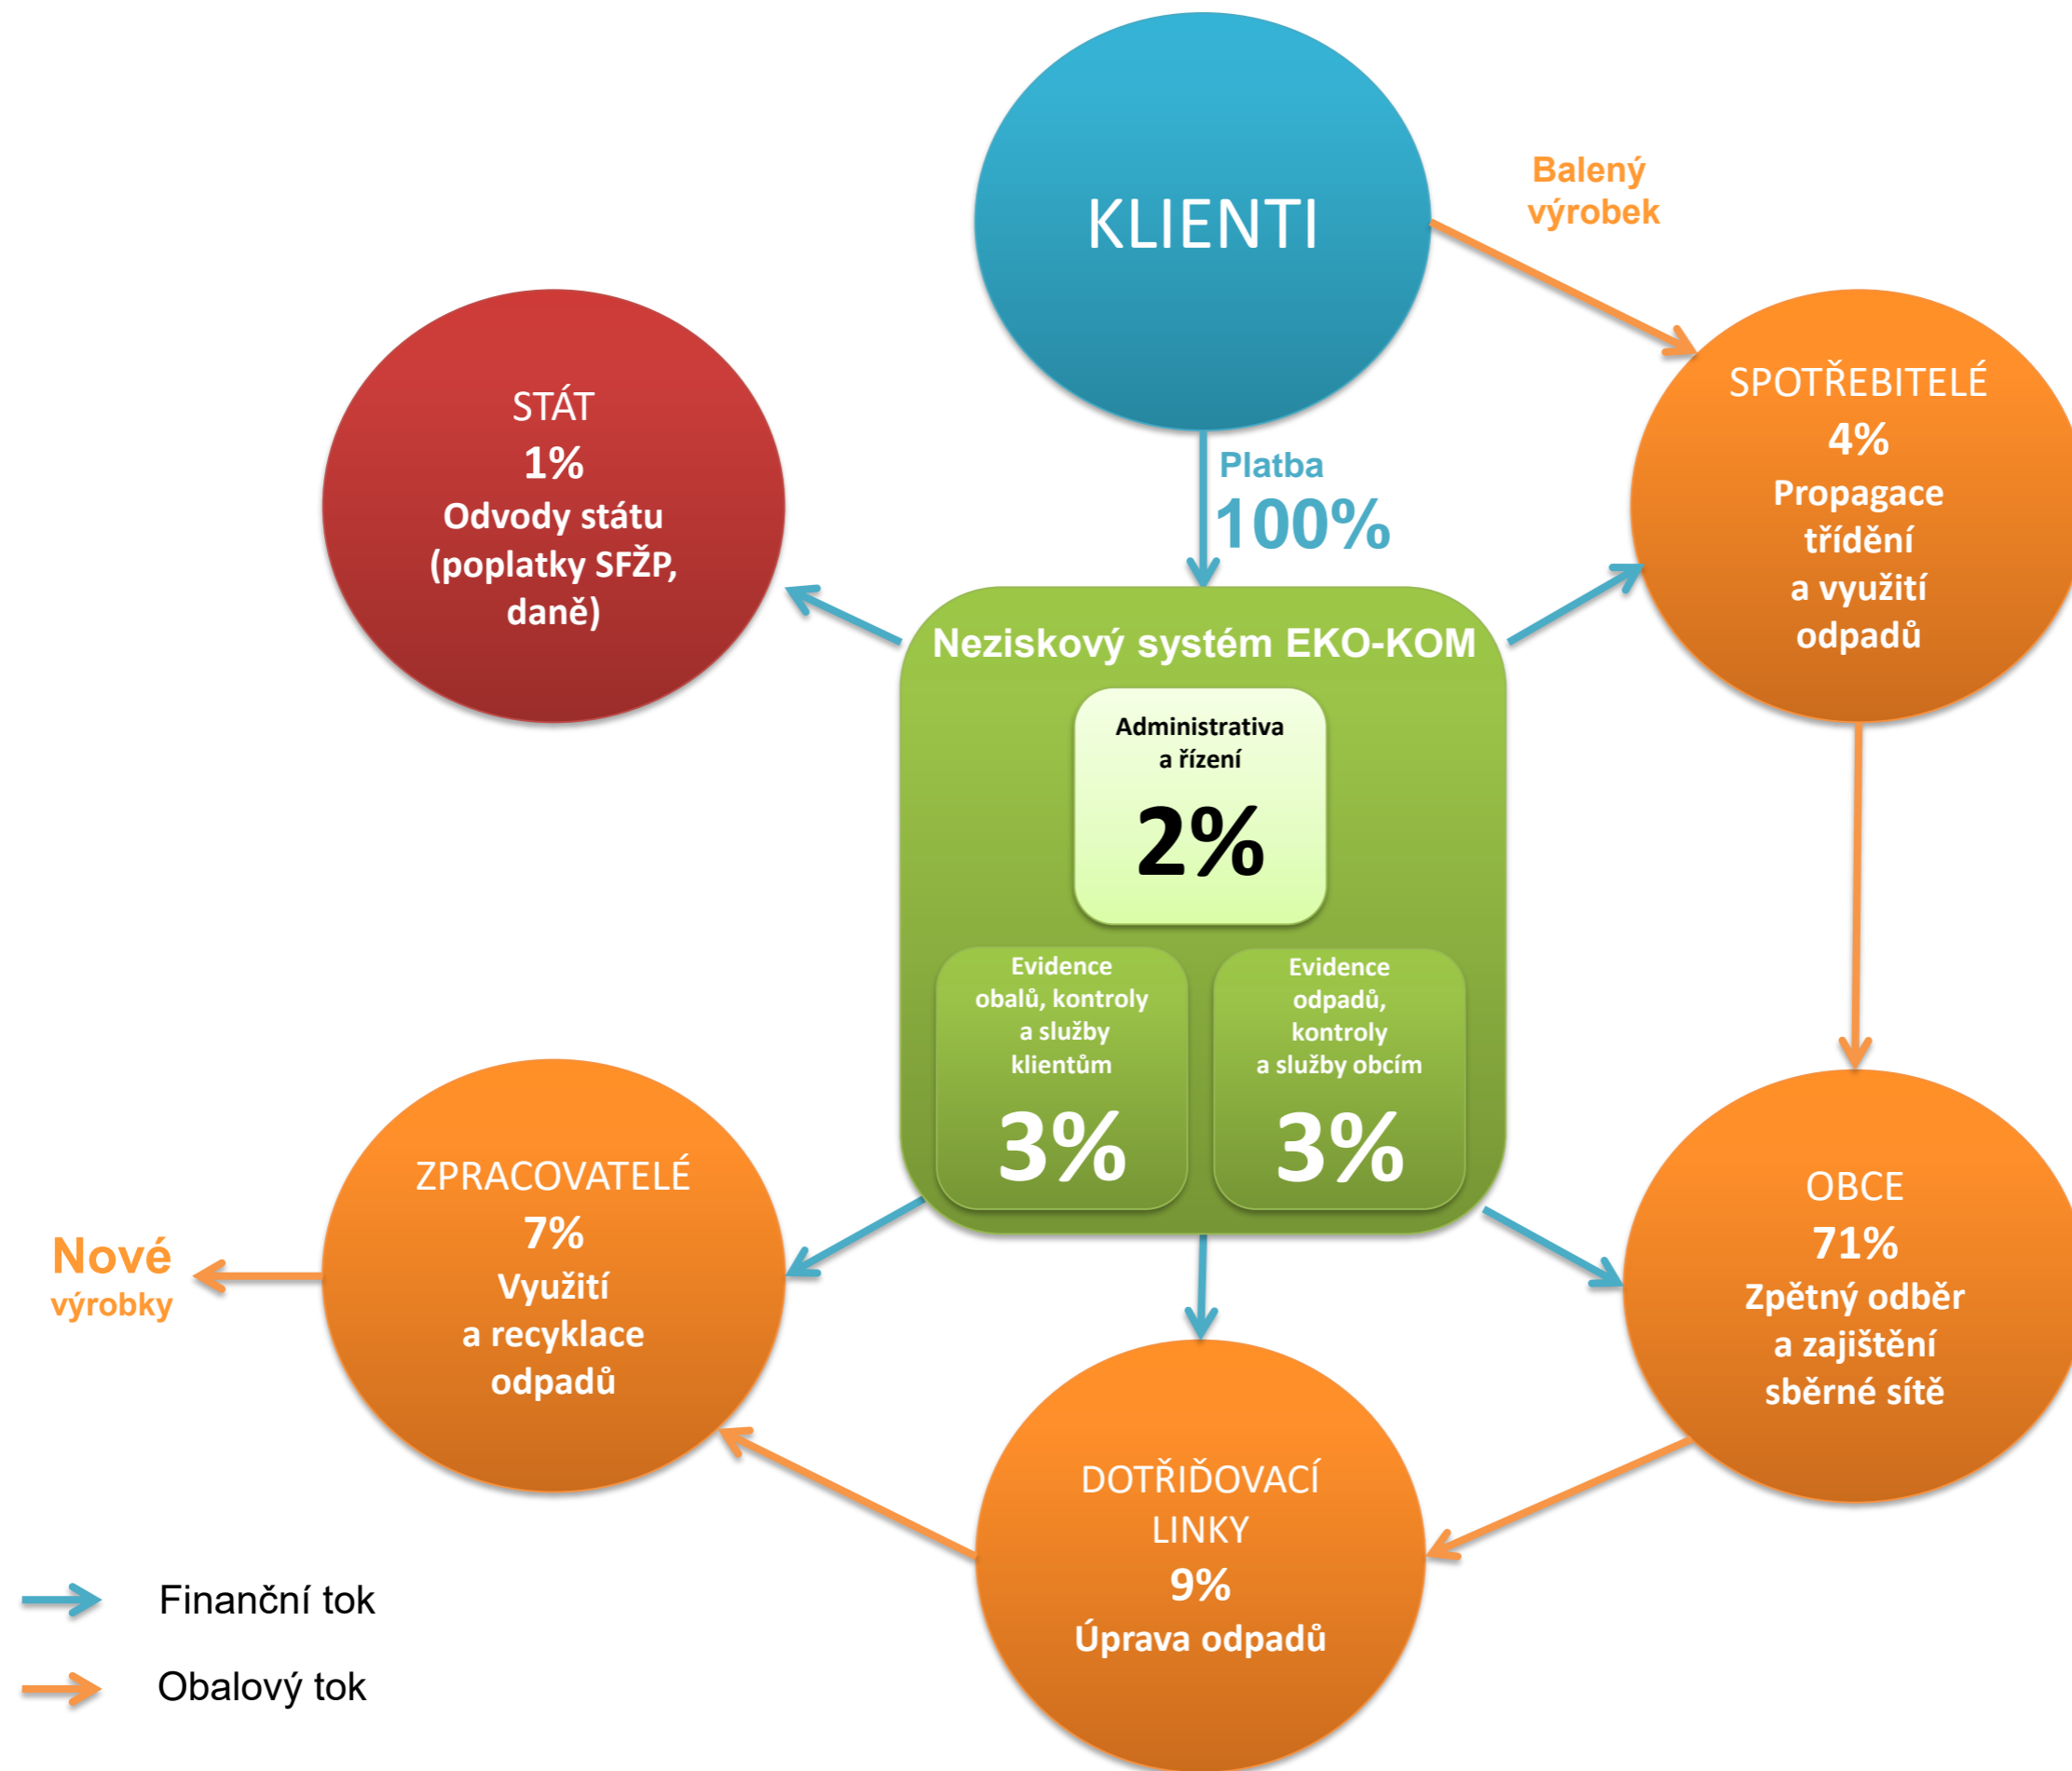 KLIENTI
Balený
výrobek
STÁT
1%
Odvody státu
(poplatky SFŽP,
daně)
Platba
100%
SPOTŘEBITELÉ
4%
Propagace
třídění
a využití
odpadů
Neziskový systém EKO-KOM
Administrativa
a řízení
2%
Evidence
obalů, kontroly
a služby
klientům
3%
Evidence
odpadů,
kontroly
a služby obcím
3%
ZPRACOVATELÉ
7%
Využití
a recyklace
odpadů
Nové
výrobky
OBCE
71%
Zpětný odběr
a zajištění
sběrné sítě
DOTŘIĎOVACÍ
LINKY
9%
Úprava odpadů
Finanční tok
Obalový tok